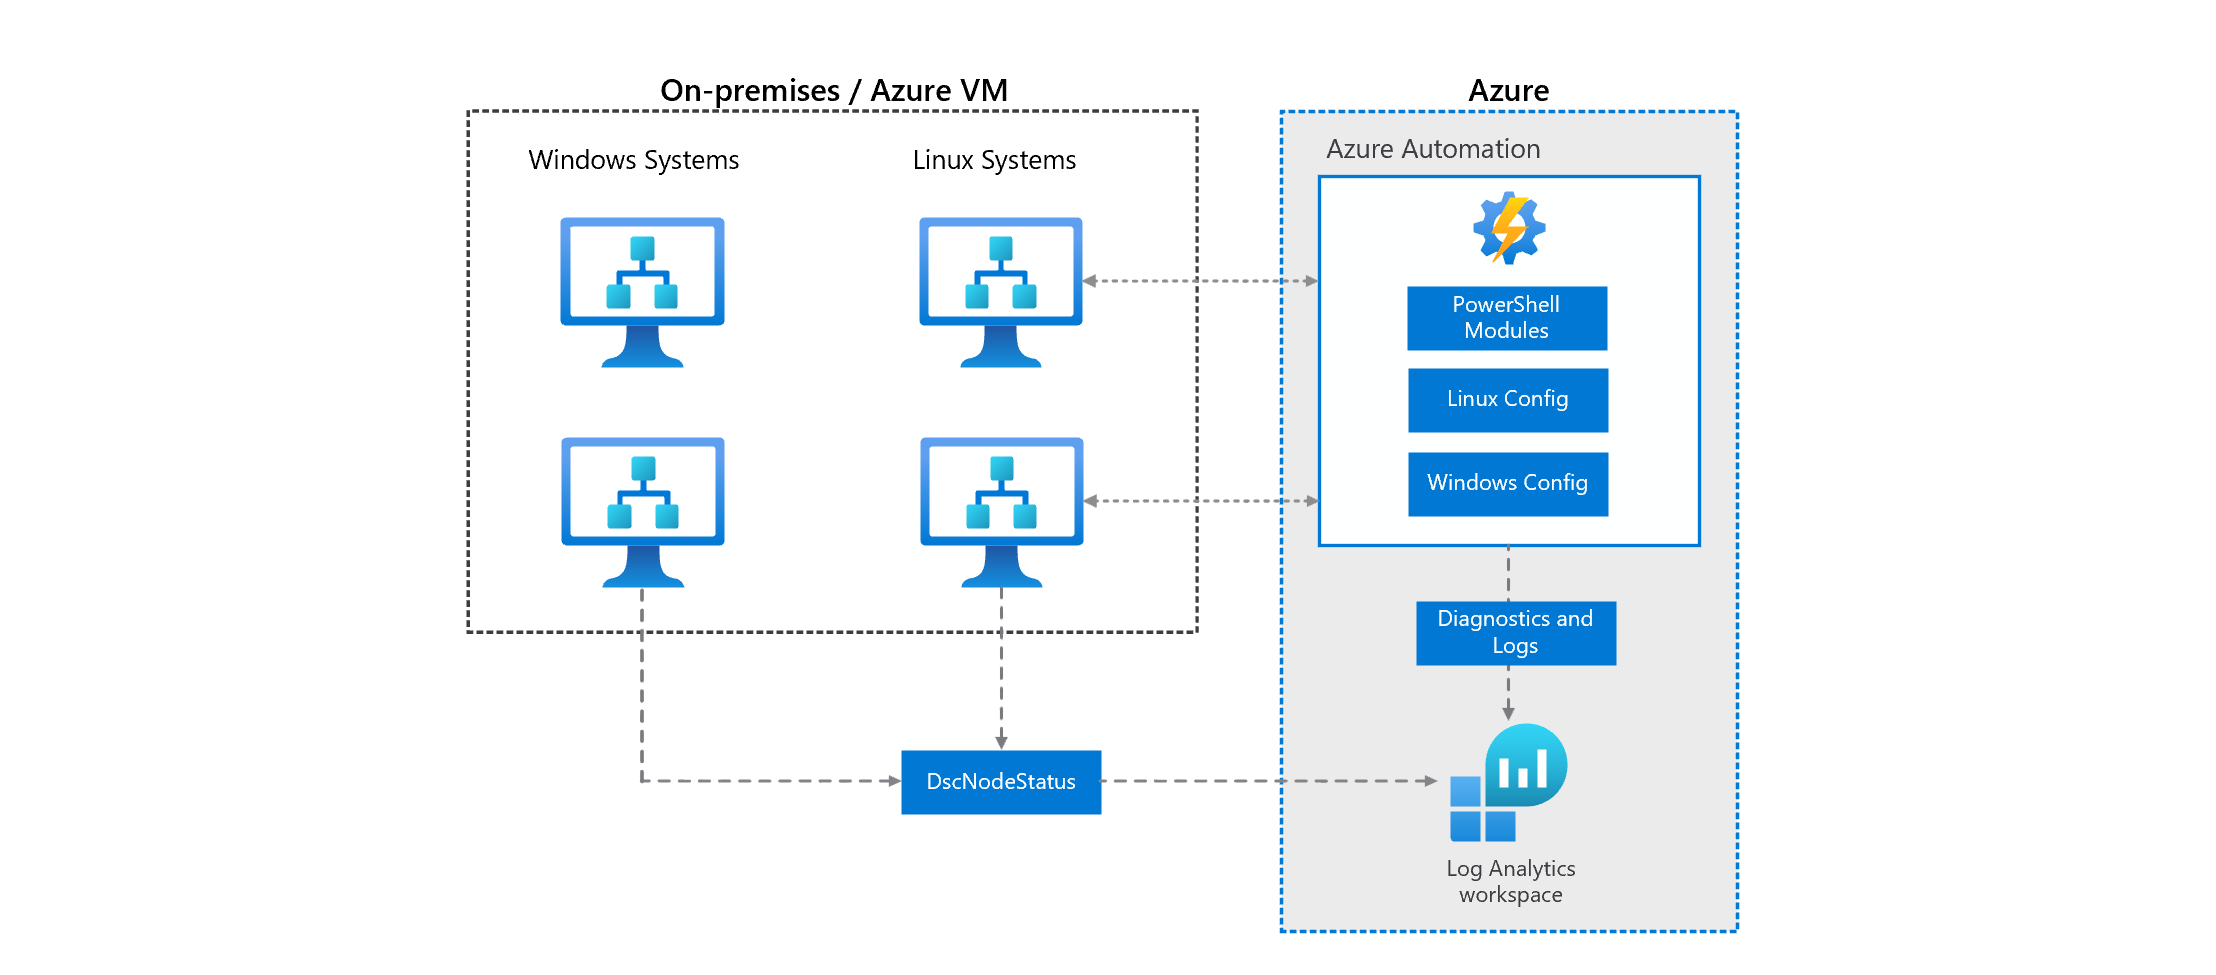 On-premises / Azure VM
Windows Systems
Linux Systems
Azure
Azure Automation
PowerShell
Modules
Linux Config
Windows Config
Diagnostics and
Logs
DscNodeStatus
Log Analytics
workspace